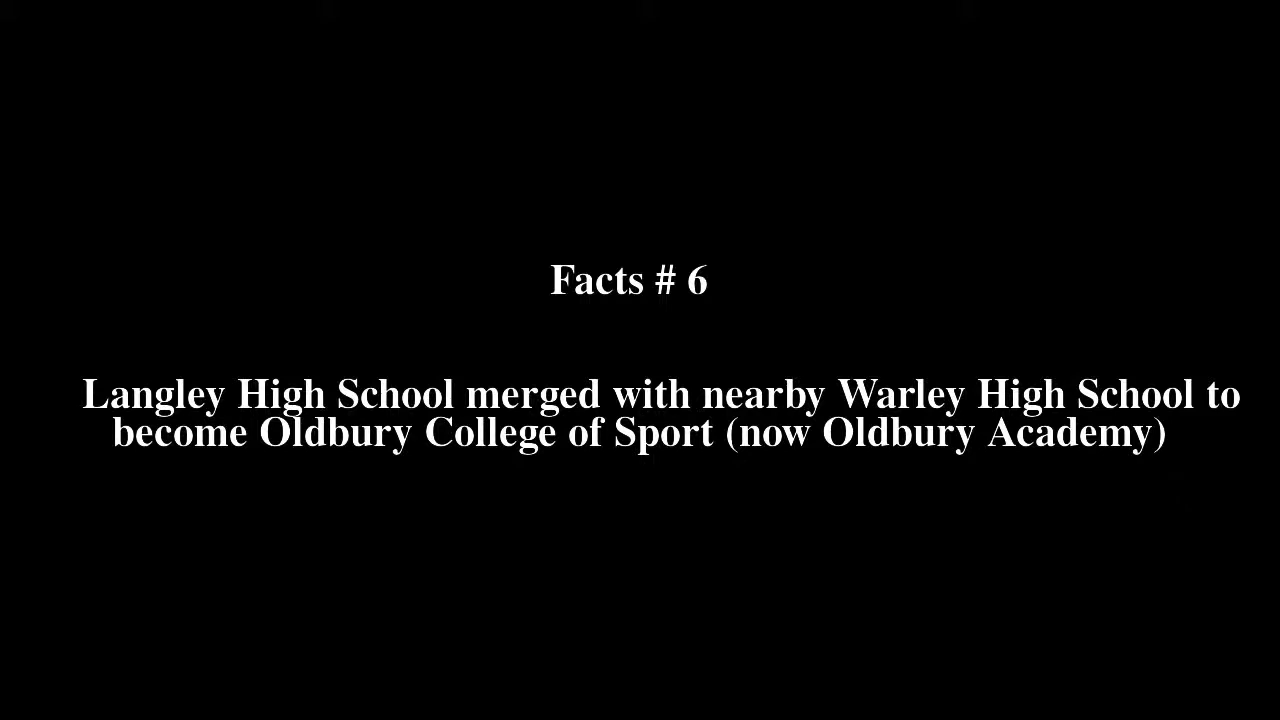 Facts # 6
Langley High School merged with nearby Warley High School to
become Oldbury College of Sport (now Oldbury Academy)